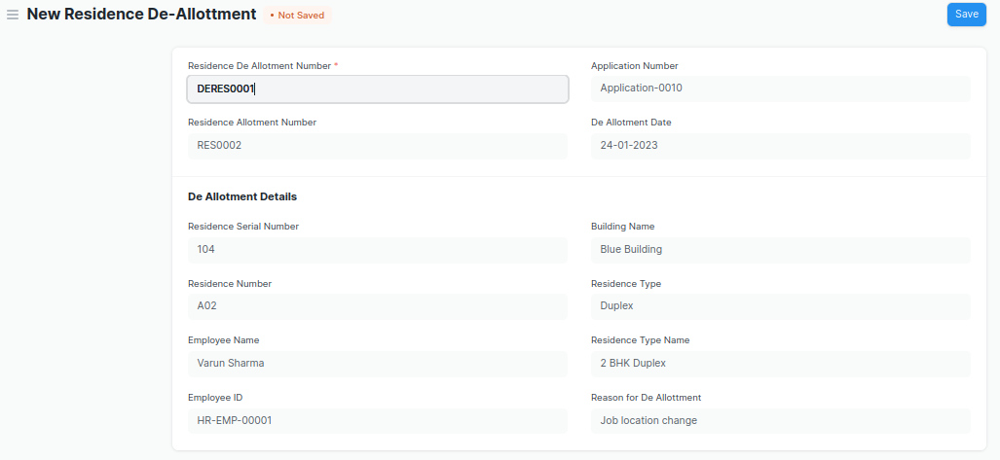 New Residence De-Allottment
• Not Saved
Save
Residence De Allotment Number *
Application Number
DERES0001
Application-0010
Residence Allotment Number
De Allotment Date
RES0002
24-01-2023
De Allotment Details
Residence Serial Number
Building Name
104
Blue Building
Residence Number
Residence Type
A02
Duplex
Employee Name
Residence Type Name
Varun Sharma
2 BHK Duplex
Employee ID
Reason for De Allottment
HR-EMP-00001
Job location change